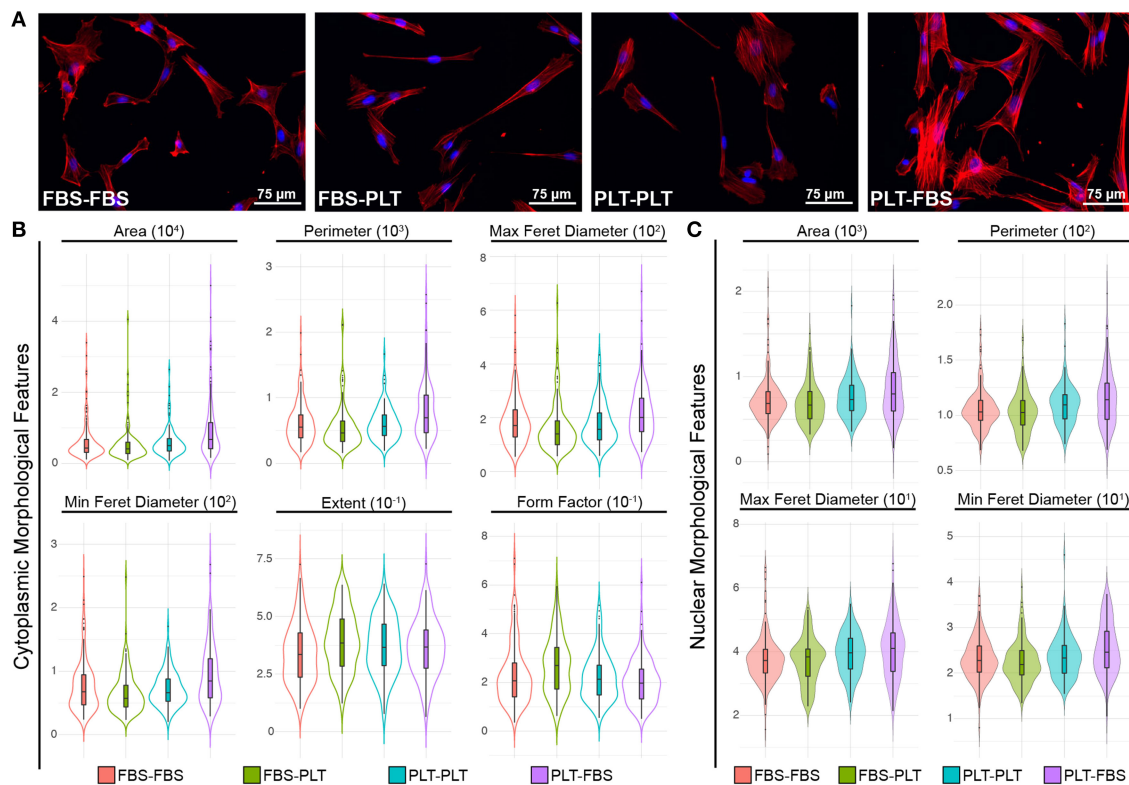 A
FBS-FBS
75 µm
FBS-PLT
75 µm
PLT-PLT
75 µm
PLT-FBS
75 µm
B
Cytoplasmic Morphological Features
Area (10⁴)
4
2
0
Perimeter (10³)
3
2
1
0
Max Feret Diameter (10²)
8
6
4
2
0
Min Feret Diameter (10²)
3
2
1
0
Extent (10⁻¹)
7.5
5.0
2.5
0
Form Factor (10⁻¹)
8
6
4
2
0
FBS-FBS
FBS-PLT
PLT-PLT
PLT-FBS
C
Nuclear Morphological Features
Area (10³)
2
1
0
Perimeter (10²)
2.0
1.5
1.0
0.5
Max Feret Diameter (10¹)
8
6
4
2
Min Feret Diameter (10¹)
5
4
3
2
1
FBS-FBS
FBS-PLT
PLT-PLT
PLT-FBS